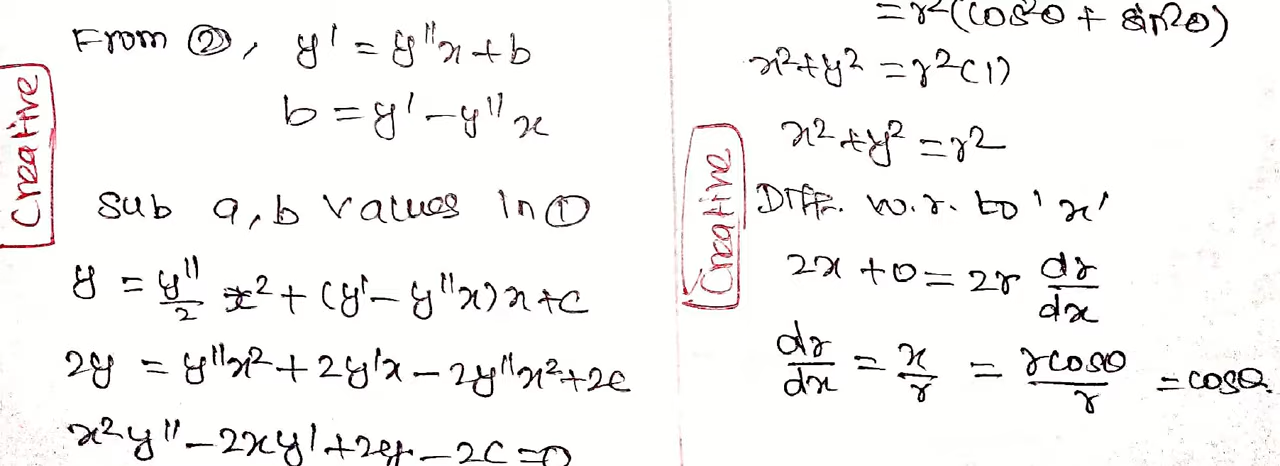 From ②, y' = y''x + b
b = y' - y''x
Creative
Sub a, b values in ①
y = y''/2 x² + (y' - y''x)x + c
2y = y''x² + 2y'x - 2y''x² + 2c
x²y'' - 2xy' + 2y - 2c = 0
= r²(cos²θ + sin²θ)
x² + y² = r²(1)
x² + y² = r²
Creative
Diff. w.r. to 'x'
2x + 0 = 2r dr/dx
dr/dx = x/r = rcosθ/r = cosθ.